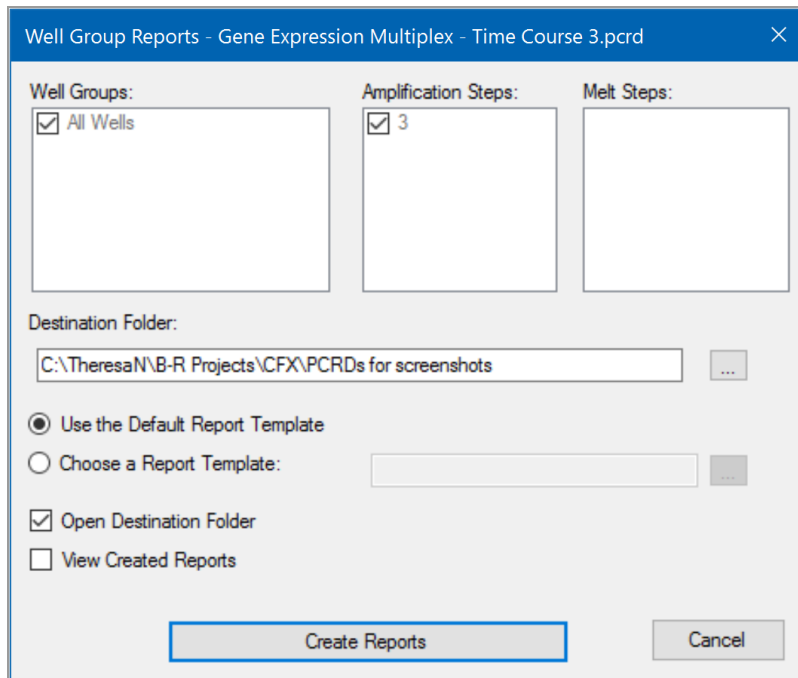 Well Group Reports - Gene Expression Multiplex - Time Course 3.pcrd
Well Groups:
Amplification Steps:
Melt Steps:
All Wells
3
Destination Folder:
C:\TheresaN\B-R Projects\CFX\PCRDs for screenshots
...
Use the Default Report Template
Choose a Report Template:
...
Open Destination Folder
View Created Reports
Create Reports
Cancel